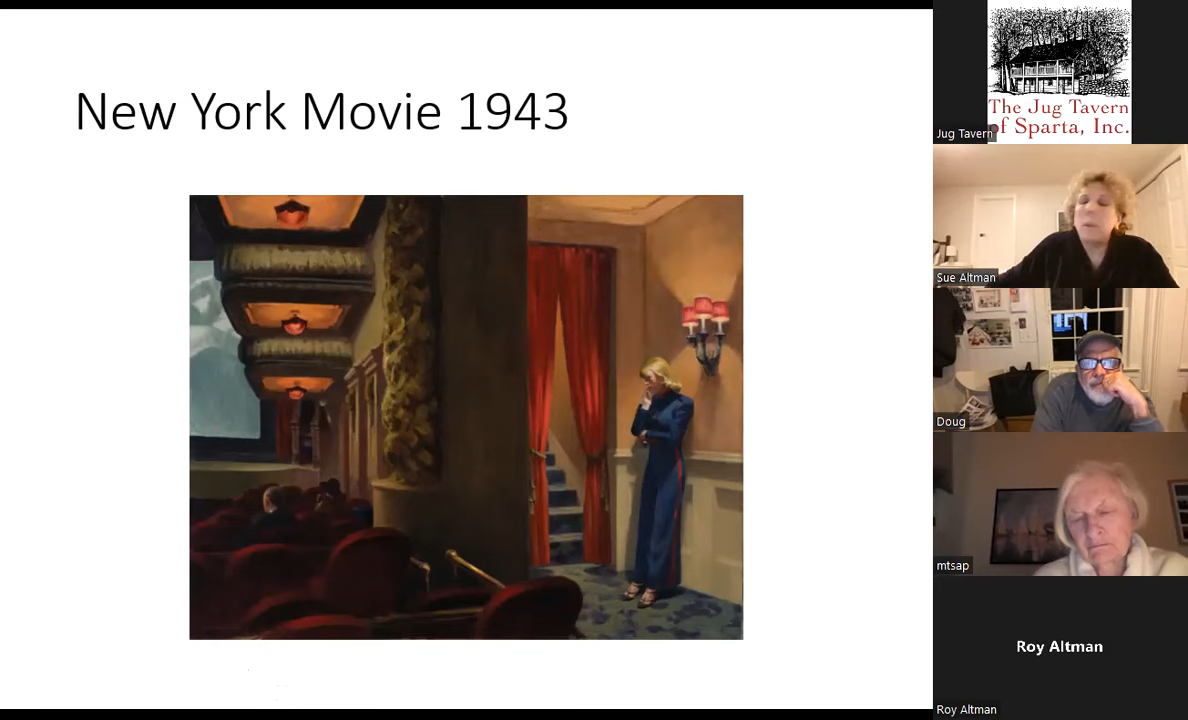 New York Movie 1943
The Jug Tavern
of Sparta, Inc.
Jug Tavern
Sue Altman
Doug
mtsap
Roy Altman
Roy Altman